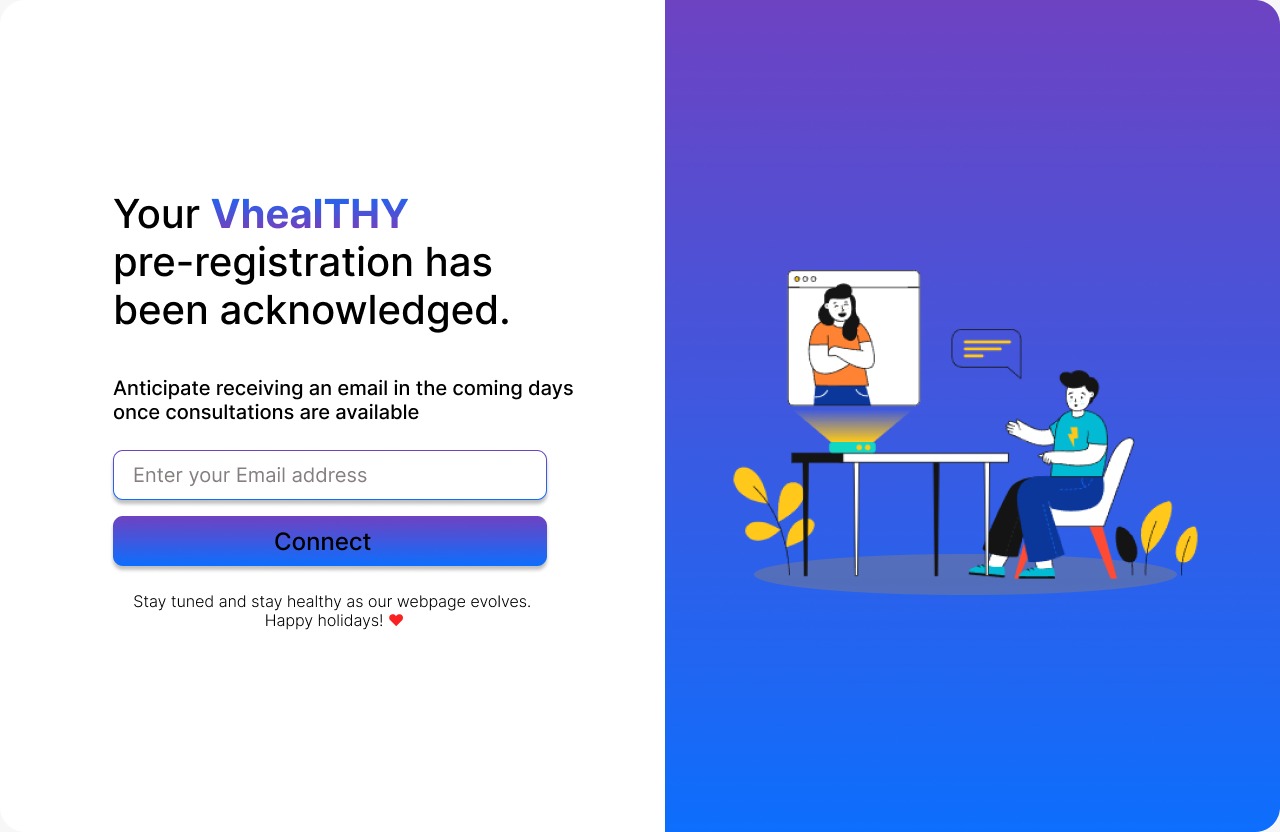 Your VhealTHY
pre-registration has
been acknowledged.
Anticipate receiving an email in the coming days
once consultations are available
Enter your Email address
Connect
Stay tuned and stay healthy as our webpage evolves.
Happy holidays! ❤